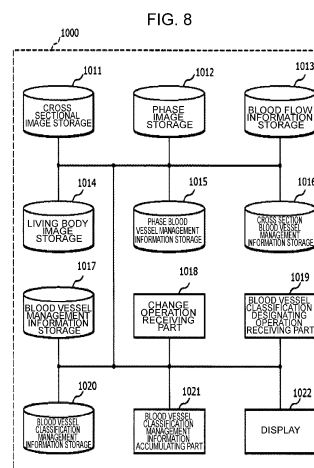 FIG. 8
1000
1011
1012
1013
CROSS
SECTIONAL
IMAGE STORAGE
PHASE
IMAGE
STORAGE
BLOOD FLOW
INFORMATION
STORAGE
1014
1015
1016
LIVING BODY
IMAGE
STORAGE
PHASE BLOOD
VESSEL MANAGEMENT
INFORMATION STORAGE
CROSS SECTION
BLOOD VESSEL
MANAGEMENT
INFORMATION STORAGE
1017
1018
1019
BLOOD VESSEL
MANAGEMENT
INFORMATION
STORAGE
CHANGE
OPERATION
RECEIVING
PART
BLOOD VESSEL
CLASSIFICATION
DESIGNATING
OPERATION
RECEIVING PART
1020
1021
1022
BLOOD VESSEL
CLASSIFICATION
MANAGEMENT
INFORMATION STORAGE
BLOOD VESSEL
CLASSIFICATION
MANAGEMENT
INFORMATION
ACCUMULATING PART
DISPLAY